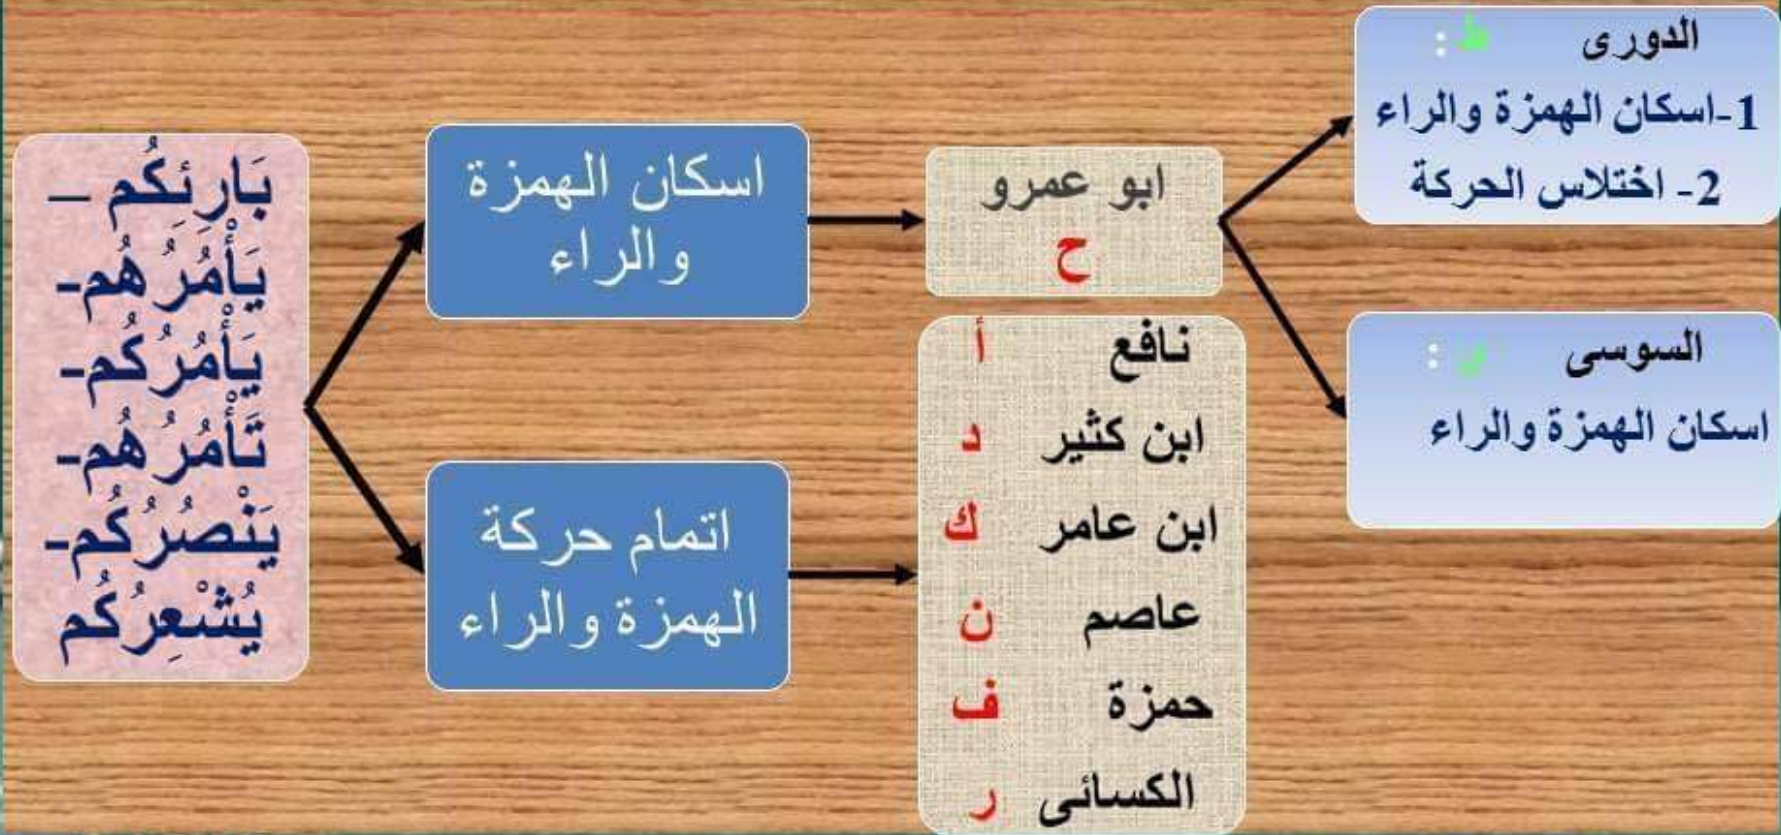 بَارِئِكُم –
يَأْمُرُهُم-
يَأْمُرُكُم-
تَأْمُرُهُم-
يَنْصُرُكُم-
يُشْعِرُكُم
اسكان الهمزة
والراء
اتمام حركة
الهمزة والراء
ابو عمرو
ح
نافع أ
ابن كثير د
ابن عامر ك
عاصم ن
حمزة ف
الكسائى ر
الدورى ط :
1-اسكان الهمزة والراء
2- اختلاس الحركة
السوسى ى :
اسكان الهمزة والراء